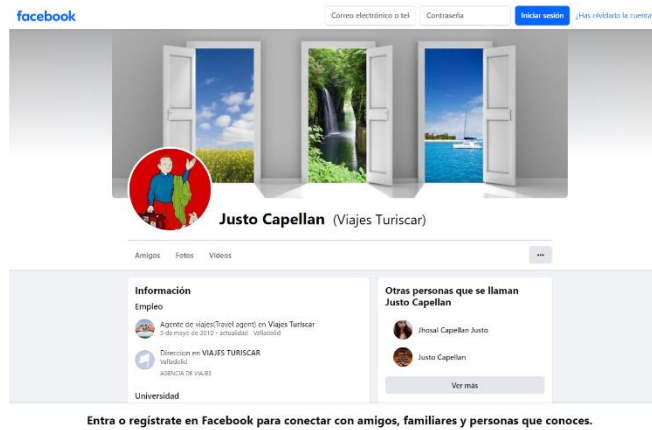 facebook
Correo electrónico o tel
Contraseña
Iniciar sesión
¿Has olvidado la cuenta
Justo Capellan (Viajes Turiscar)
Amigos Fotos Vídeos
Información
Empleo
Agente de viajes(Travel agent) en Viajes Turiscar
3 de mayo de 2010 - actualidad · Valladolid
Direccion en VIAJES TURISCAR
Valladolid
AGENCIA DE VIAJES
Universidad
Otras personas que se llaman
Justo Capellan
Jhosal Capellan Justo
Justo Capellan
Ver más
Entra o regístrate en Facebook para conectar con amigos, familiares y personas que conoces.